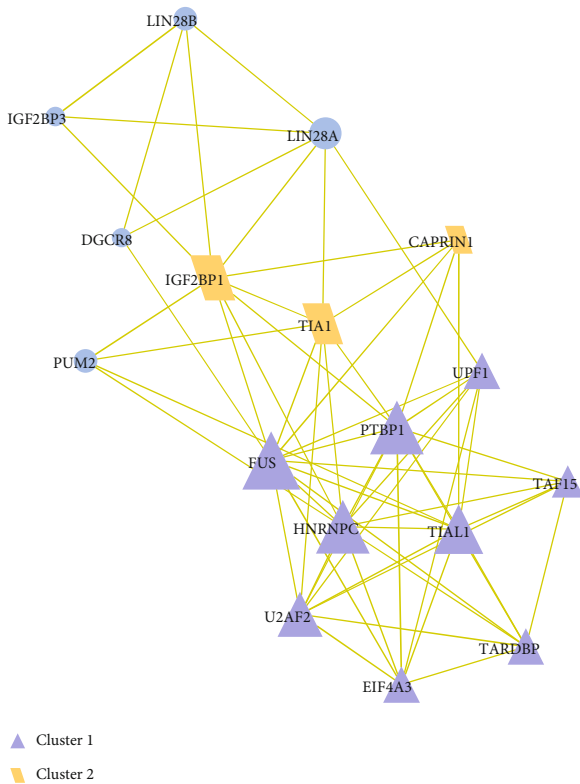 LIN28B
IGF2BP3
LIN28A
DGCR8
CAPRIN1
IGF2BP1
TIA1
PUM2
UPF1
PTBP1
FUS
TAF15
HNRNPC
TIAL1
U2AF2
TARDBP
EIF4A3
Cluster 1
Cluster 2